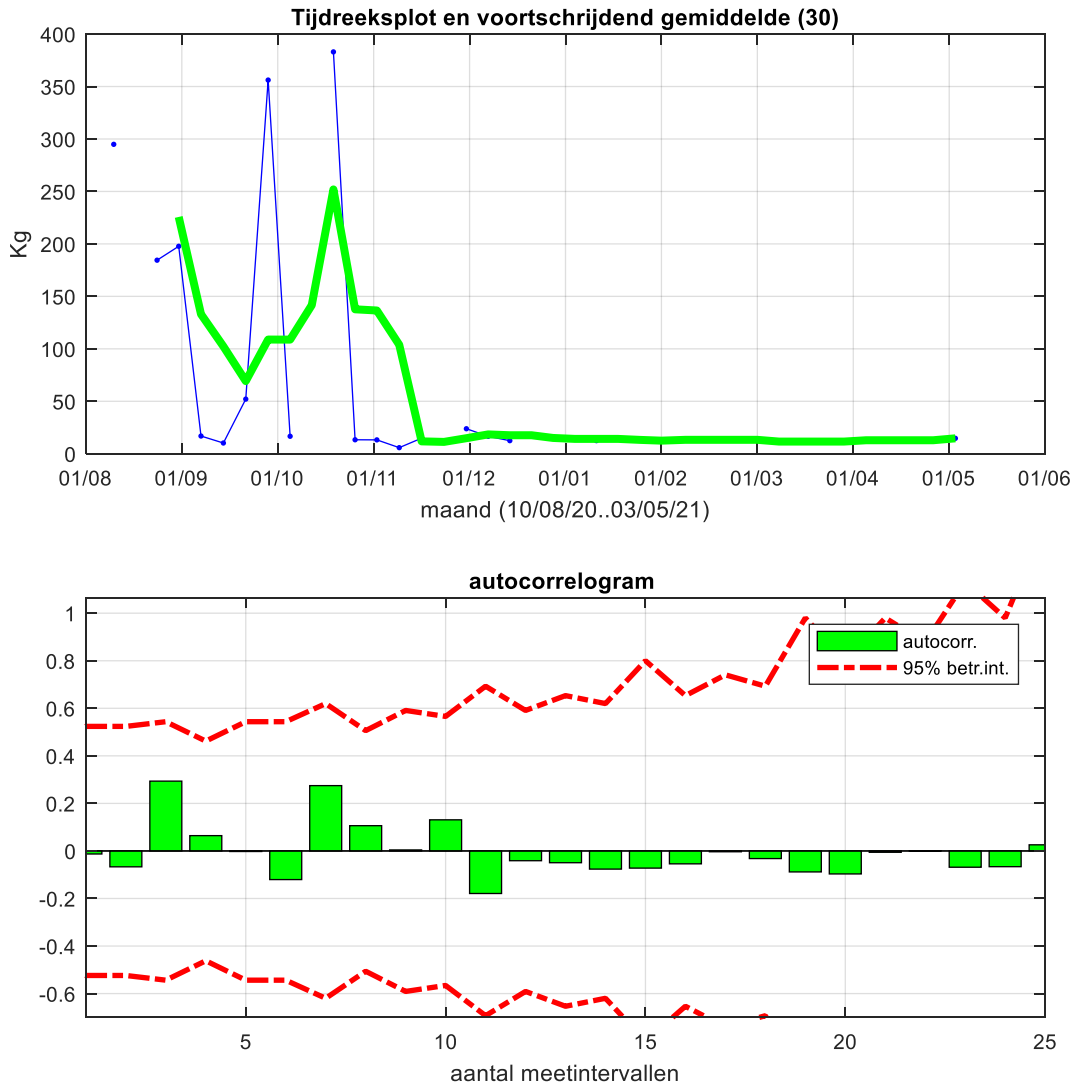 Tijdreeksplot en voortschrijdend gemiddelde (30)
400
350
300
250
200
150
100
50
0
Kg
01/08 01/09 01/10 01/11 01/12 01/01 01/02 01/03 01/04 01/05 01/06
maand (10/08/20..03/05/21)
autocorrelogram
1
0.8
0.6
0.4
0.2
0
-0.2
-0.4
-0.6
autocorr.
95% betr.int.
5 10 15 20 25
aantal meetintervallen